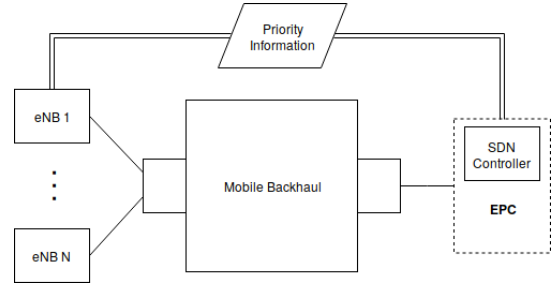 Priority
Information
eNB 1
SDN
Controller
Mobile Backhaul
EPC
eNB N